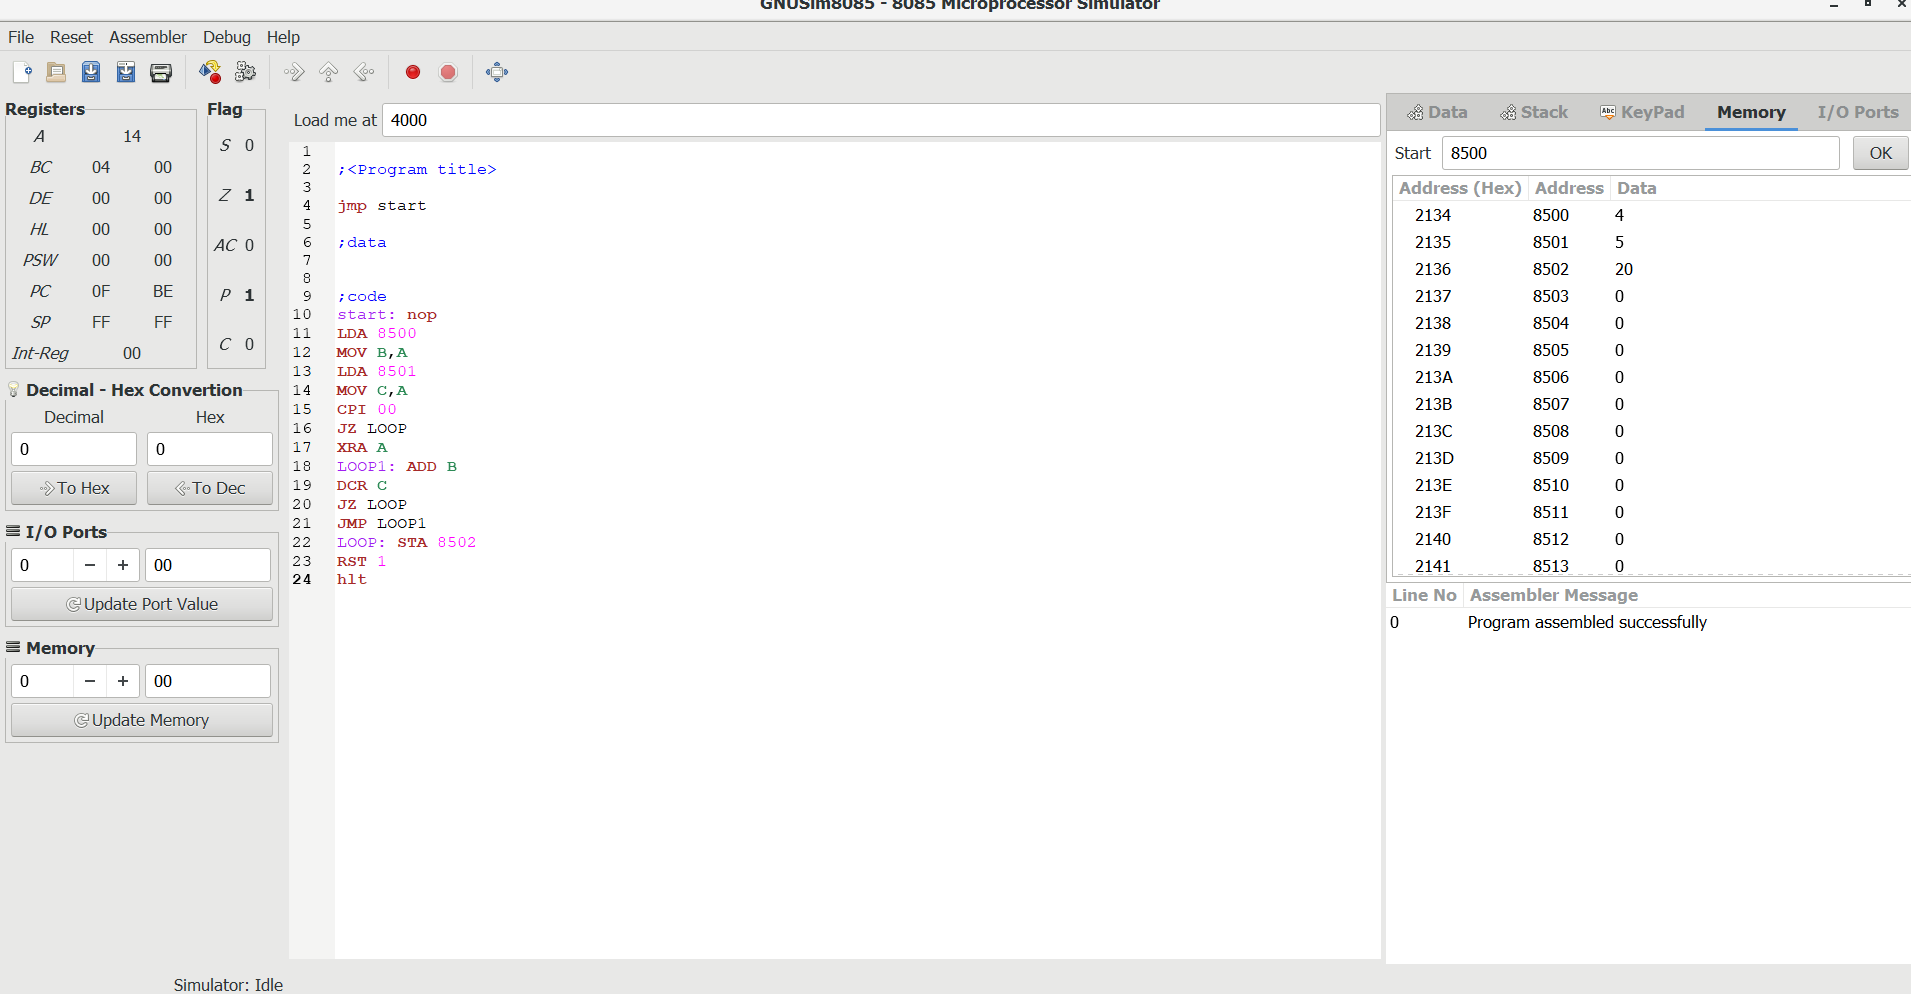 GNUSim8085 - 8085 Microprocessor Simulator
File Reset Assembler Debug Help
Registers
A 14
BC 04 00
DE 00 00
HL 00 00
PSW 00 00
PC 0F BE
SP FF FF
Int-Reg 00
Flag
S 0
Z 1
AC 0
P 1
C 0
Decimal - Hex Convertion
Decimal Hex
0 0
To Hex To Dec
I/O Ports
0 − + 00
Update Port Value
Memory
0 − + 00
Update Memory
Load me at 4000
1
2 ;<Program title>
3
4 jmp start
5
6 ;data
7
8
9 ;code
10 start: nop
11 LDA 8500
12 MOV B,A
13 LDA 8501
14 MOV C,A
15 CPI 00
16 JZ LOOP
17 XRA A
18 LOOP1: ADD B
19 DCR C
20 JZ LOOP
21 JMP LOOP1
22 LOOP: STA 8502
23 RST 1
24 hlt
Data Stack Abc KeyPad Memory I/O Ports
Start 8500 OK
Address (Hex) Address Data
2134 8500 4
2135 8501 5
2136 8502 20
2137 8503 0
2138 8504 0
2139 8505 0
213A 8506 0
213B 8507 0
213C 8508 0
213D 8509 0
213E 8510 0
213F 8511 0
2140 8512 0
2141 8513 0
Line No Assembler Message
0 Program assembled successfully
Simulator: Idle